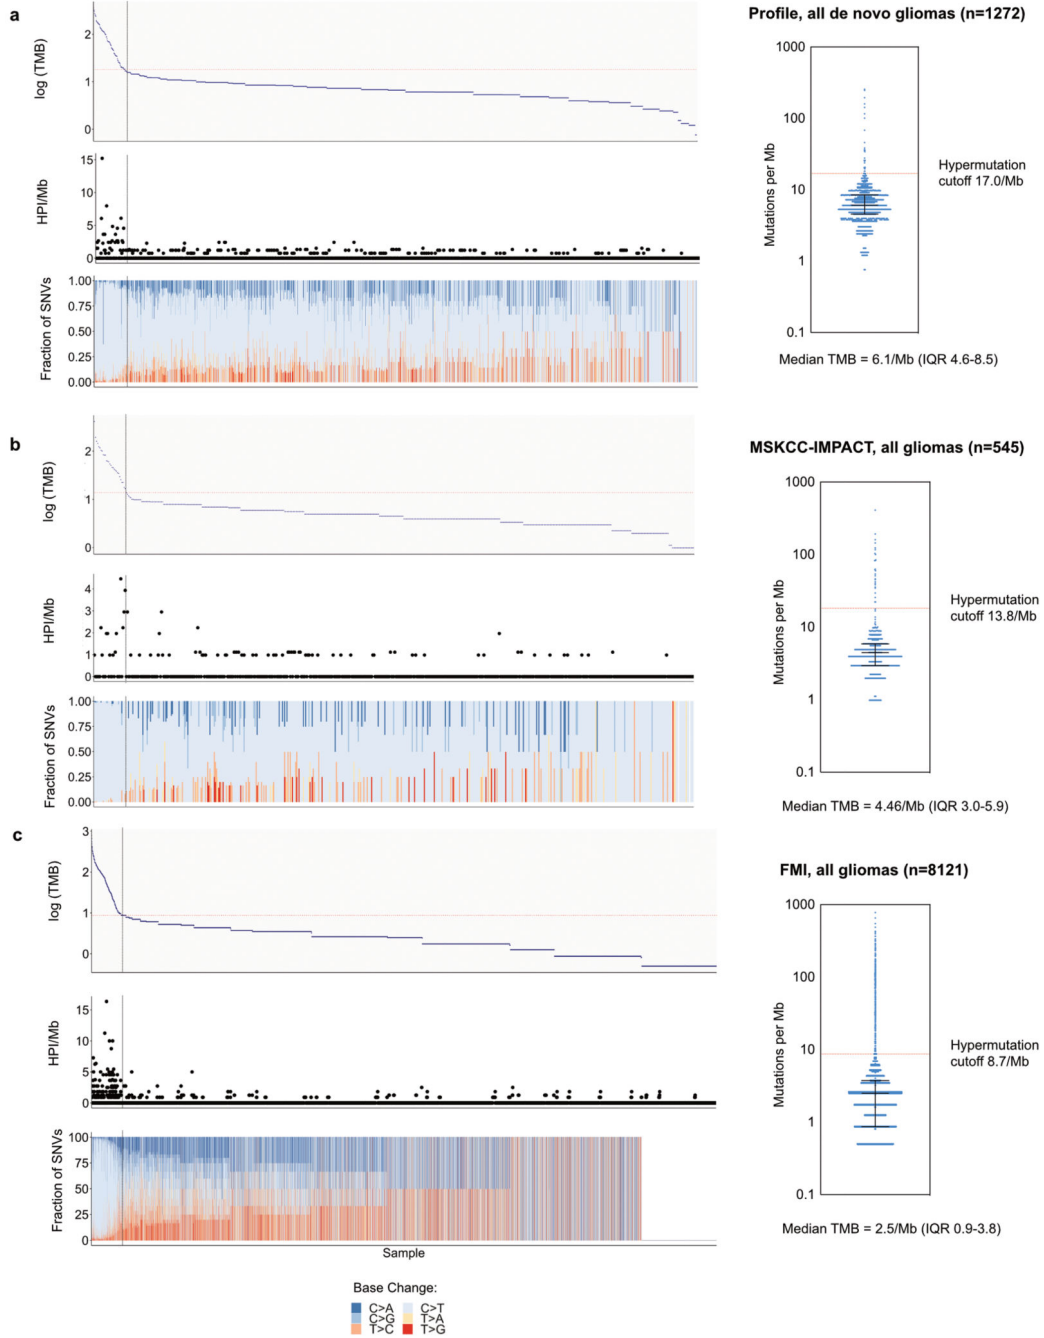 a
Profile, all de novo gliomas (n=1272)
log (TMB)
2
1
0
HPI/Mb
15
10
5
0
Fraction of SNVs
1.00
0.75
0.50
0.25
0.00
Mutations per Mb
1000
100
10
1
0.1
Hypermutation
cutoff 17.0/Mb
Median TMB = 6.1/Mb (IQR 4.6-8.5)
b
MSKCC-IMPACT, all gliomas (n=545)
log (TMB)
2
1
0
HPI/Mb
4
3
2
1
0
Fraction of SNVs
1.00
0.75
0.50
0.25
0.00
Mutations per Mb
1000
100
10
1
0.1
Hypermutation
cutoff 13.8/Mb
Median TMB = 4.46/Mb (IQR 3.0-5.9)
c
FMI, all gliomas (n=8121)
log (TMB)
3
2
1
0
HPI/Mb
15
10
5
0
Fraction of SNVs
100
75
50
25
0
Sample
Mutations per Mb
1000
100
10
1
0.1
Hypermutation
cutoff 8.7/Mb
Median TMB = 2.5/Mb (IQR 0.9-3.8)
Base Change:
C>A C>T
C>G T>A
T>C T>G